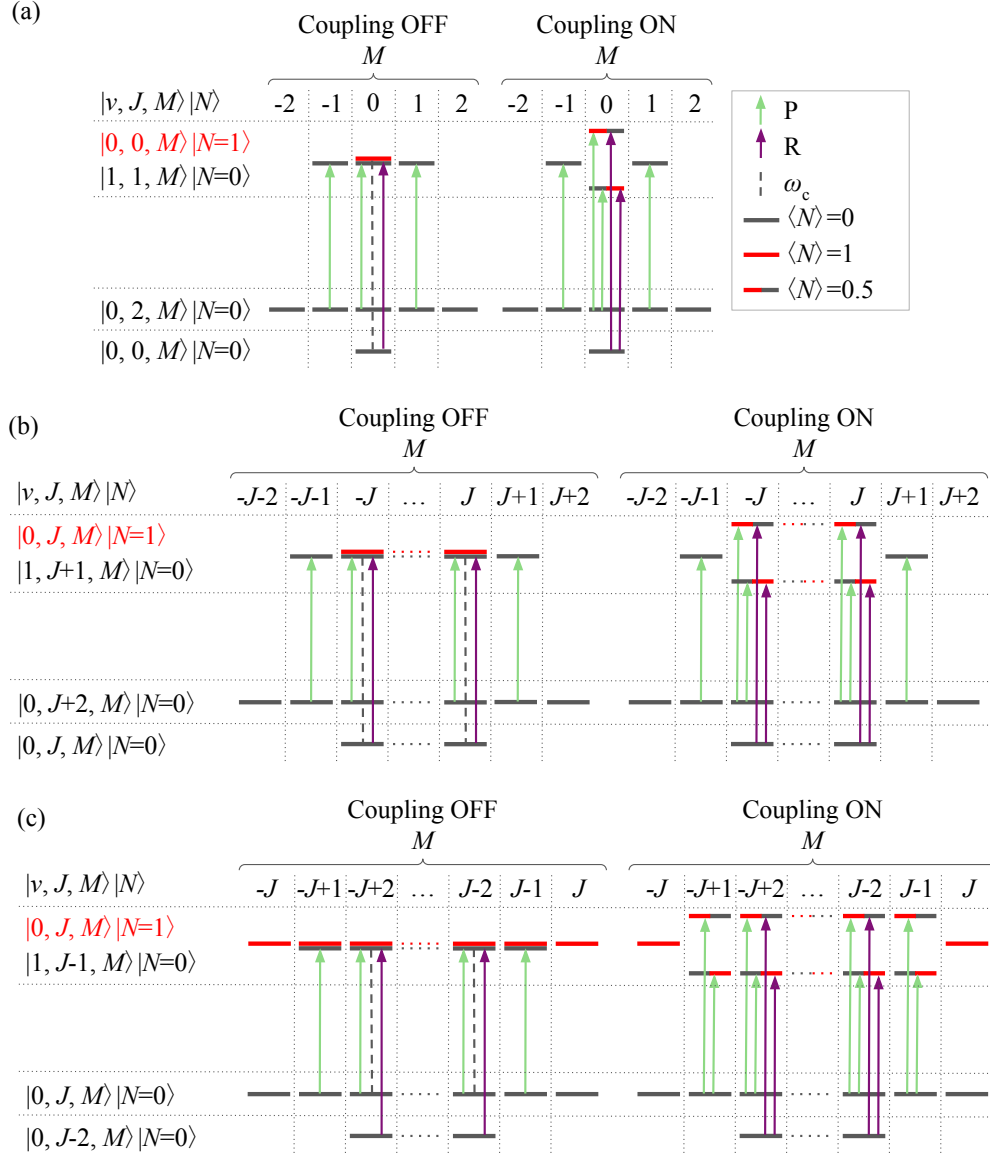 (a)
Coupling OFF Coupling ON
M M
|v, J, M⟩|N⟩ -2 -1 0 1 2 -2 -1 0 1 2
|0, 0, M⟩|N=1⟩
|1, 1, M⟩|N=0⟩
|0, 2, M⟩|N=0⟩
|0, 0, M⟩|N=0⟩
P
R
ω_c
⟨N⟩=0
⟨N⟩=1
⟨N⟩=0.5
(b)
Coupling OFF Coupling ON
M M
|v, J, M⟩|N⟩ -J-2 -J-1 -J … J J+1 J+2 -J-2 -J-1 -J … J J+1 J+2
|0, J, M⟩|N=1⟩
|1, J+1, M⟩|N=0⟩
|0, J+2, M⟩|N=0⟩
|0, J, M⟩|N=0⟩
(c)
Coupling OFF Coupling ON
M M
|v, J, M⟩|N⟩ -J -J+1 -J+2 … J-2 J-1 J -J -J+1 -J+2 … J-2 J-1 J
|0, J, M⟩|N=1⟩
|1, J-1, M⟩|N=0⟩
|0, J, M⟩|N=0⟩
|0, J-2, M⟩|N=0⟩